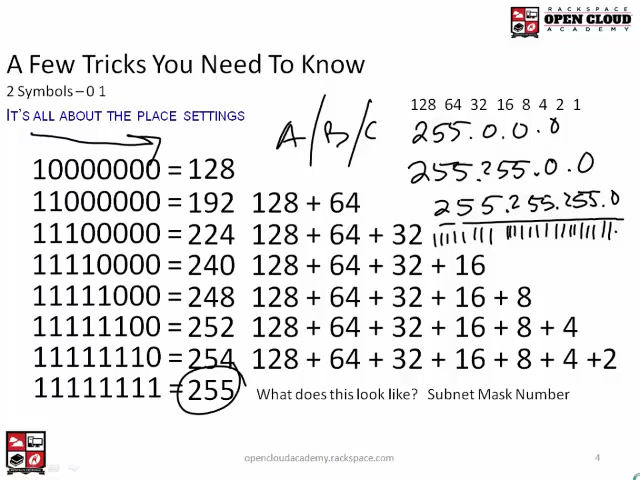 RACKSPACE
OPEN CLOUD
ACADEMY
A Few Tricks You Need To Know
2 Symbols – 0 1
IT'S ALL ABOUT THE PLACE SETTINGS
128 64 32 16 8 4 2 1
A/B/C
255.0.0.0
255.255.0.0
255.255.255.0
10000000 = 128
11000000 = 192 128 + 64
11100000 = 224 128 + 64 + 32
11110000 = 240 128 + 64 + 32 + 16
11111000 = 248 128 + 64 + 32 + 16 + 8
11111100 = 252 128 + 64 + 32 + 16 + 8 + 4
11111110 = 254 128 + 64 + 32 + 16 + 8 + 4 +2
11111111 = 255 What does this look like? Subnet Mask Number
opencloudacademy.rackspace.com
4